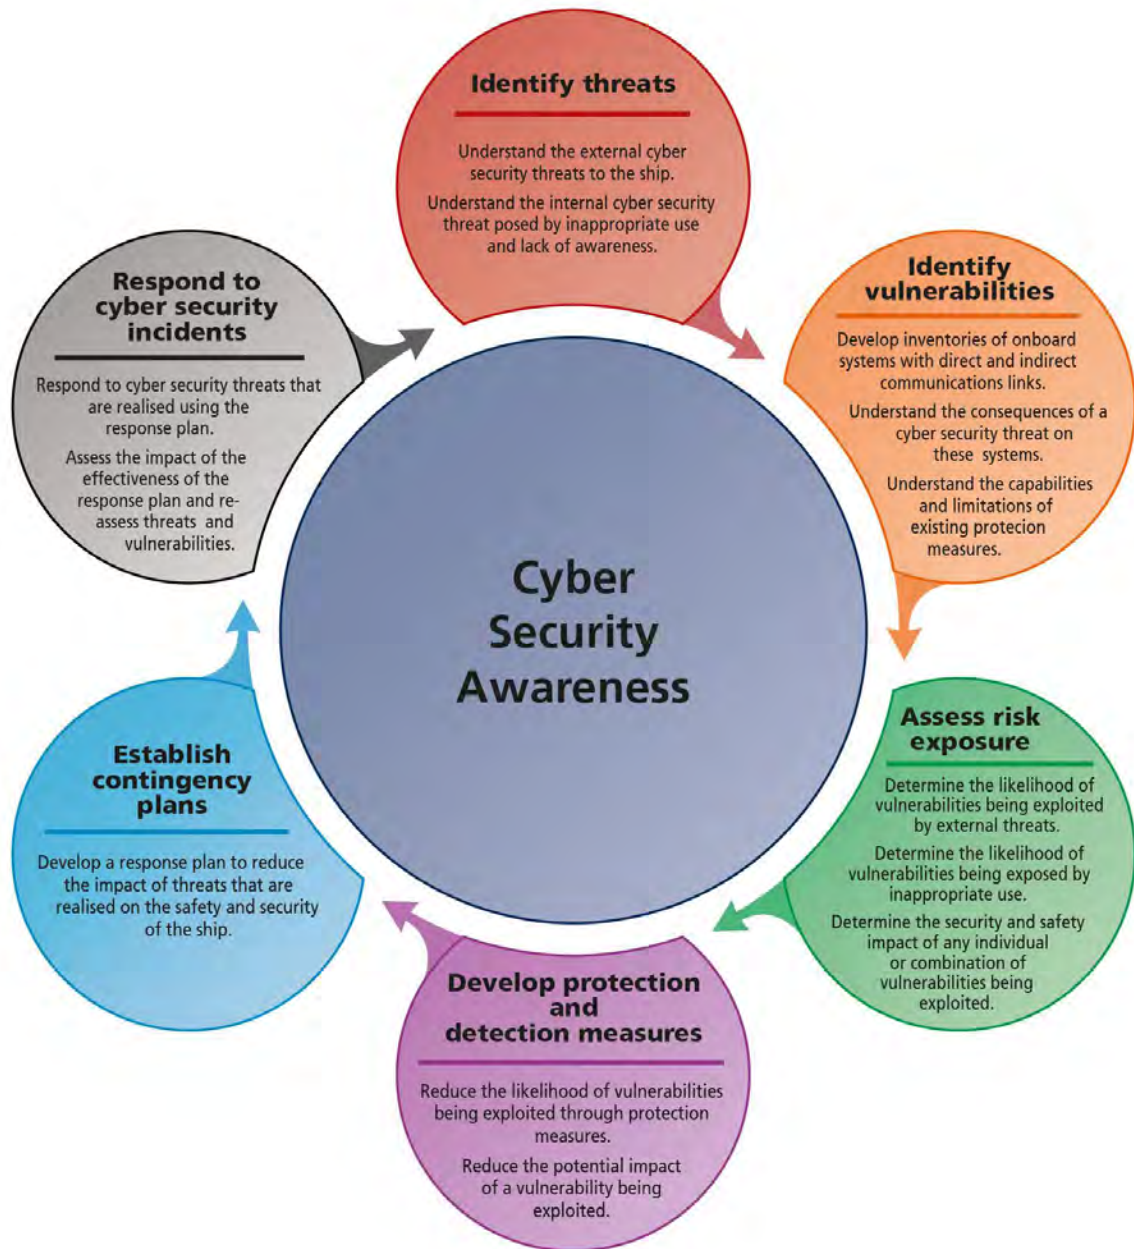 Identify threats
Understand the external cyber
security threats to the ship.
Understand the internal cyber security
threat posed by inappropriate use
and lack of awareness.
Identify
vulnerabilities
Develop inventories of onboard
systems with direct and indirect
communications links.
Understand the consequences of a
cyber security threat on
these systems.
Understand the capabilities
and limitations of
existing protecion
measures.
Assess risk
exposure
Determine the likelihood of
vulnerabilities being exploited
by external threats.
Determine the likelihood of
vulnerabilities being exposed by
inappropriate use.
Determine the security and safety
impact of any individual
or combination of
vulnerabilities being
exploited.
Develop protection
and
detection measures
Reduce the likelihood of vulnerabilities
being exploited through protection
measures.
Reduce the potential impact
of a vulnerability being
exploited.
Establish
contingency
plans
Develop a response plan to reduce
the impact of threats that are
realised on the safety and security
of the ship.
Respond to
cyber security
incidents
Respond to cyber security threats that
are realised using the
response plan.
Assess the impact of the
effectiveness of the
response plan and re-
assess threats and
vulnerabilities.
Cyber
Security
Awareness